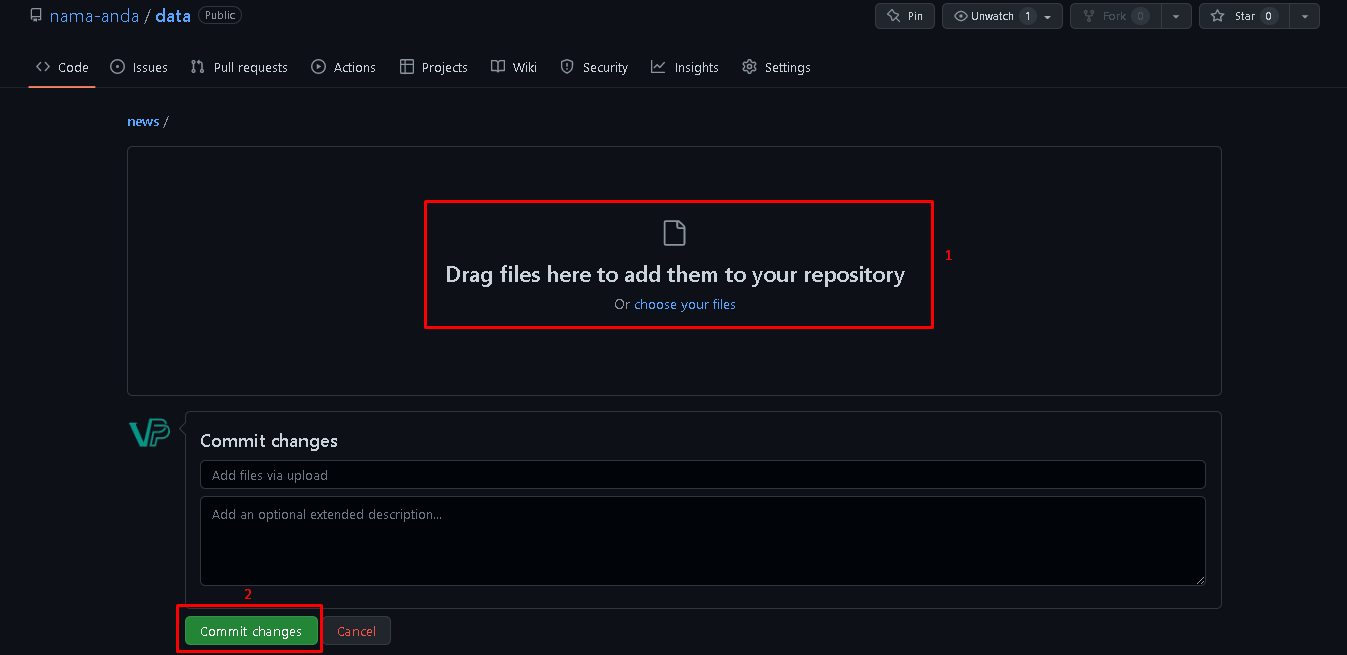 nama-anda / data Public
Pin Unwatch 1 Fork 0 Star 0
Code Issues Pull requests Actions Projects Wiki Security Insights Settings
news /
Drag files here to add them to your repository
1
Or choose your files
VP
Commit changes
Add files via upload
Add an optional extended description...
2
Commit changes Cancel